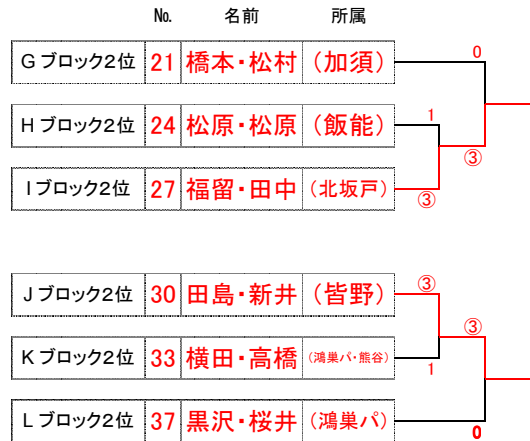 No. 名前 所属
0
Gブロック2位 21 橋本・松村 (加須)
1
Hブロック2位 24 松原・松原 (飯能)
③
Iブロック2位 27 福留・田中 (北坂戸)
③
Jブロック2位 30 田島・新井 (皆野)
③
③
Kブロック2位 33 横田・高橋 (鴻巣パ・熊谷)
1
Lブロック2位 37 黒沢・桜井 (鴻巣パ)
0